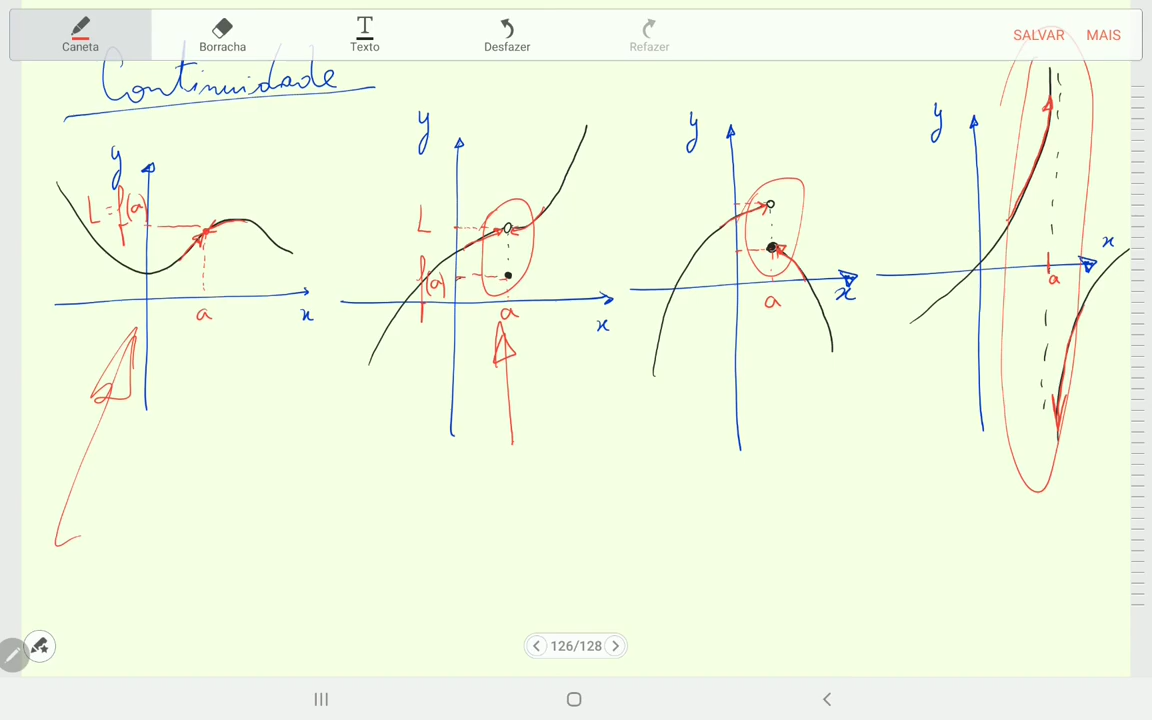 Caneta Borracha Texto Desfazer Refazer SALVAR MAIS
Continuidade
y y y y
L = f(a) L
f(a)
a x a x a x a x
126/128